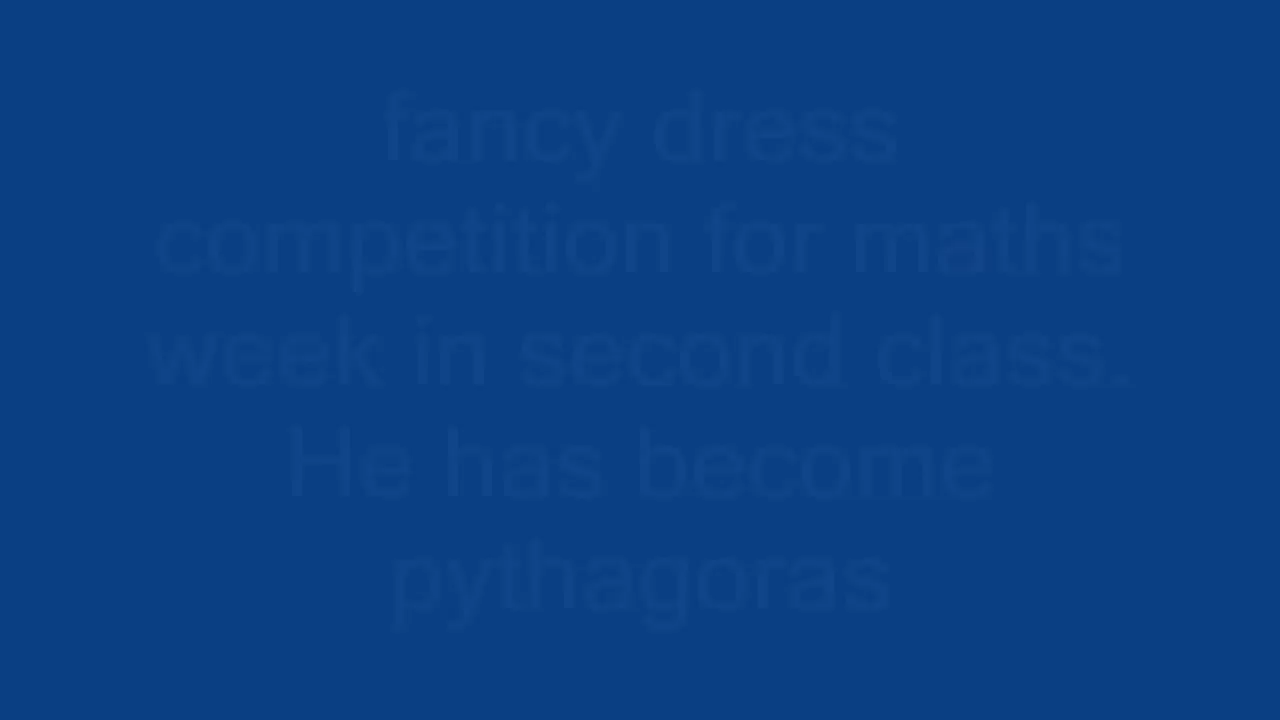 fancy dress
competition for maths
week in second class.
He has become
pythagoras